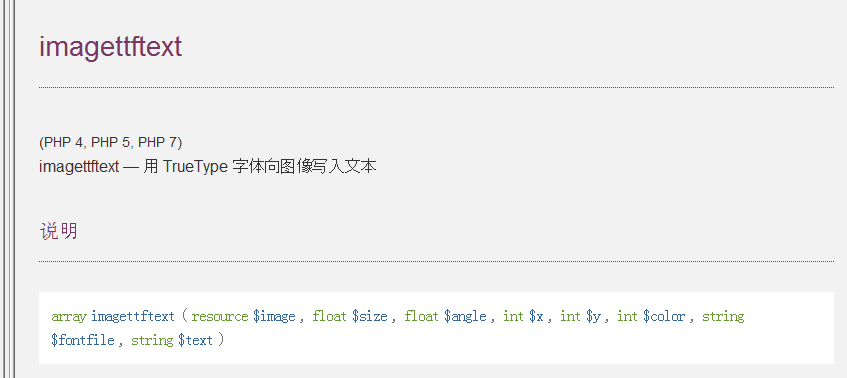 imagettftext
(PHP 4, PHP 5, PHP 7)
imagettftext — 用 TrueType 字体向图像写入文本
说明
array imagettftext ( resource $image , float $size , float $angle , int $x , int $y , int $color , string
$fontfile , string $text )